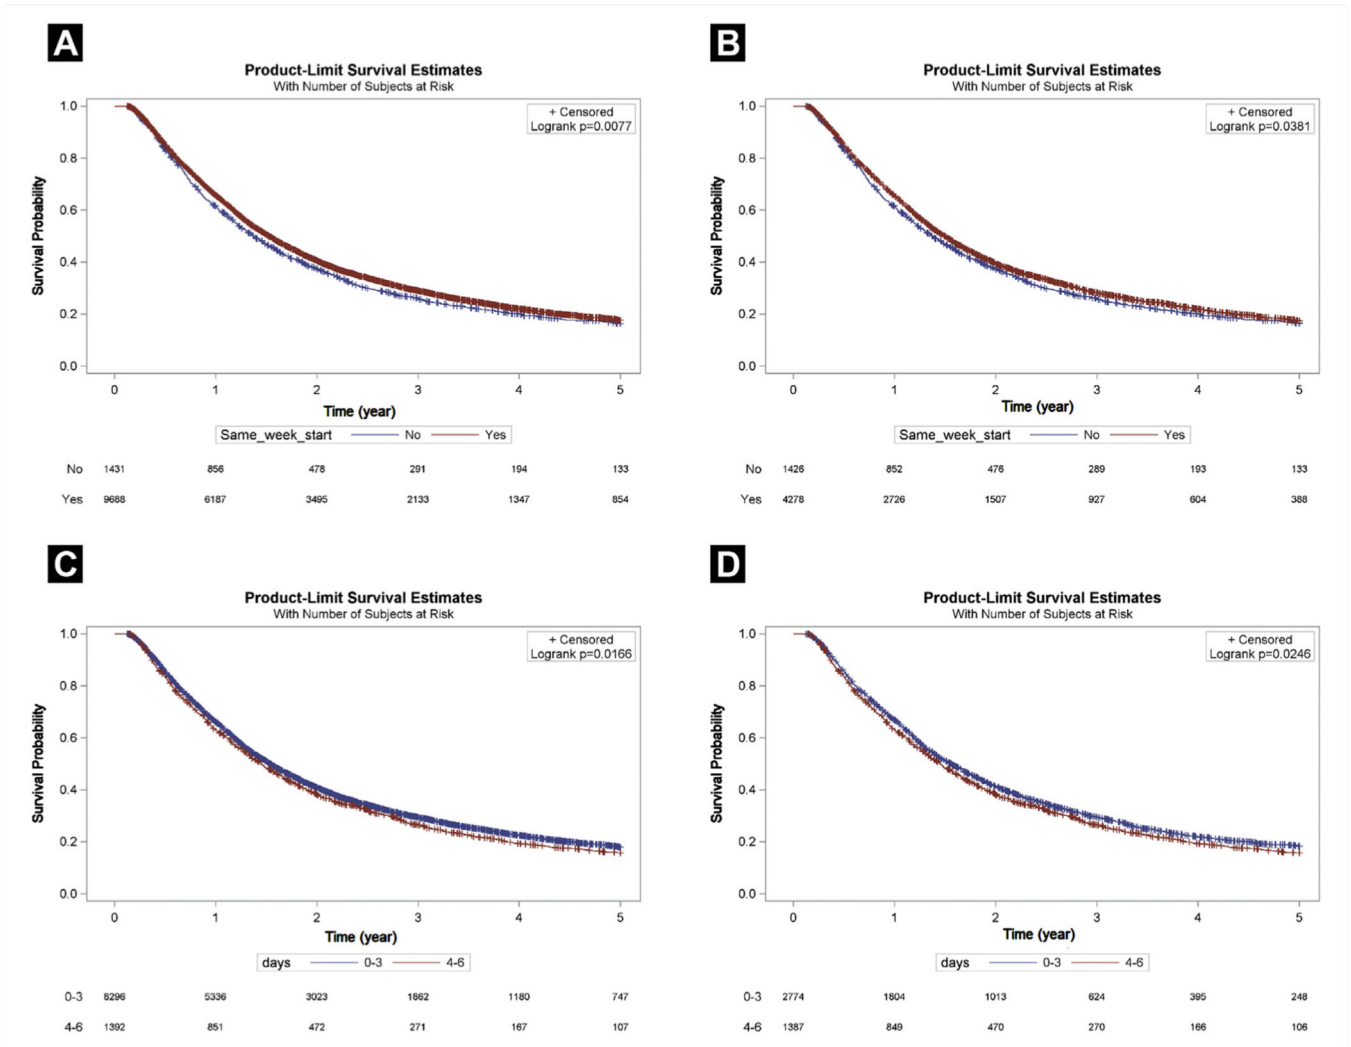 A
Product-Limit Survival Estimates
With Number of Subjects at Risk
+ Censored
Logrank p=0.0077
Survival Probability
1.0
0.8
0.6
0.4
0.2
0.0
0 1 2 3 4 5
Time (year)
Same_week_start No Yes
No 1431 856 478 291 194 133
Yes 9688 6187 3495 2133 1347 854
B
Product-Limit Survival Estimates
With Number of Subjects at Risk
+ Censored
Logrank p=0.0381
Survival Probability
1.0
0.8
0.6
0.4
0.2
0.0
0 1 2 3 4 5
Time (year)
Same_week_start No Yes
No 1426 852 476 289 193 133
Yes 4278 2726 1507 927 604 388
C
Product-Limit Survival Estimates
With Number of Subjects at Risk
+ Censored
Logrank p=0.0166
Survival Probability
1.0
0.8
0.6
0.4
0.2
0.0
0 1 2 3 4 5
Time (year)
days 0-3 4-6
0-3 8296 5336 3023 1862 1180 747
4-6 1392 851 472 271 167 107
D
Product-Limit Survival Estimates
With Number of Subjects at Risk
+ Censored
Logrank p=0.0246
Survival Probability
1.0
0.8
0.6
0.4
0.2
0.0
0 1 2 3 4 5
Time (year)
days 0-3 4-6
0-3 2774 1804 1013 624 395 248
4-6 1387 849 470 270 166 106